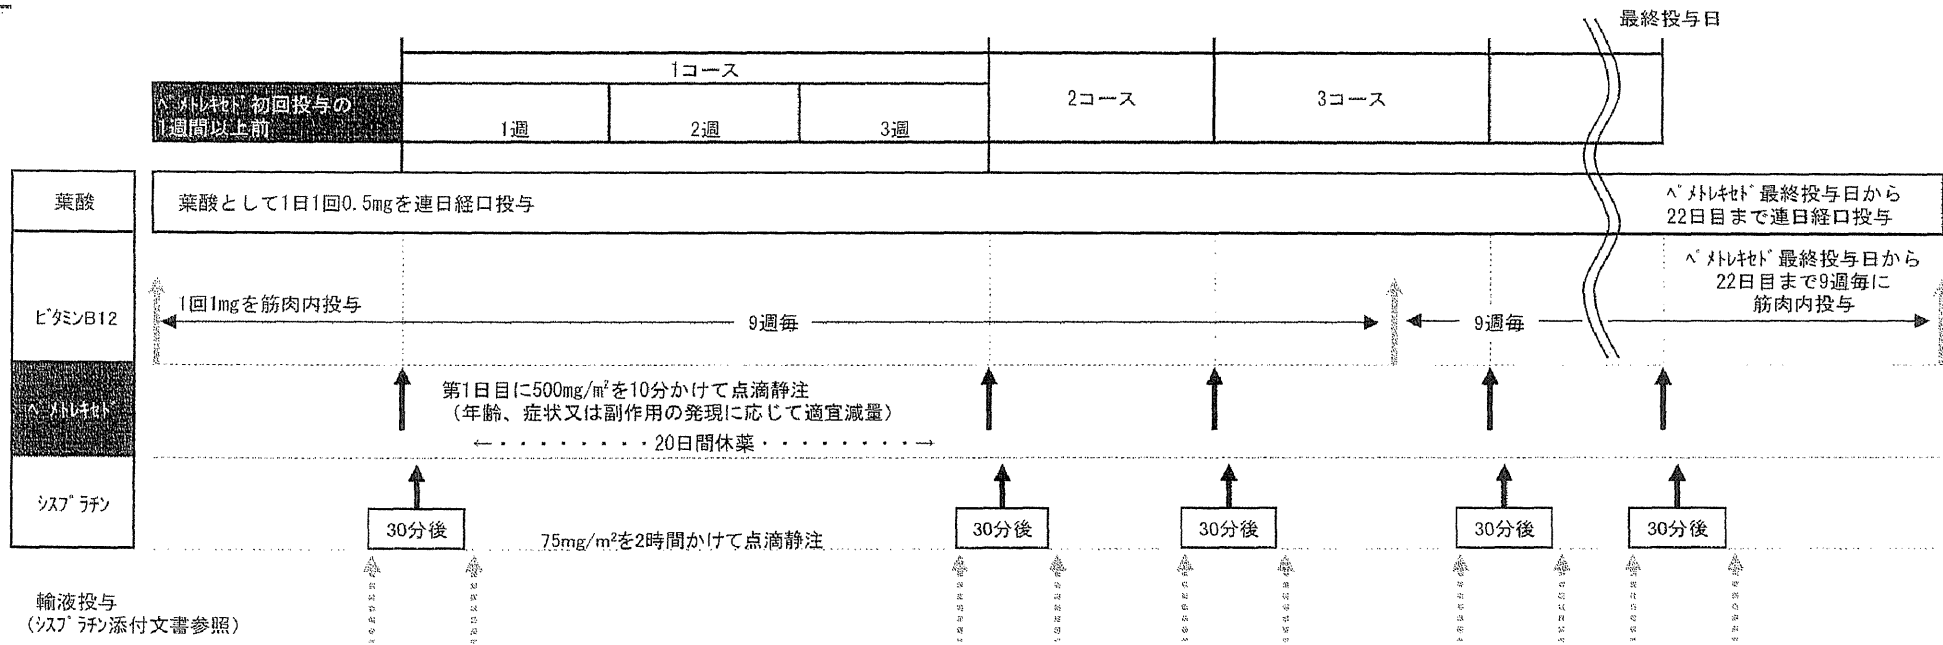 最終投与日
1コース
ペメトレキセド初回投与の
1週間以上前
1週
2週
3週
2コース
3コース
葉酸
葉酸として1日1回0.5mgを連日経口投与
ペメトレキセド最終投与日から
22日目まで連日経口投与
ビタミンB12
1回1mgを筋肉内投与
9週毎
9週毎
ペメトレキセド最終投与日から
22日目まで9週毎に
筋肉内投与
ペメトレキセド
第1日目に500mg/m²を10分かけて点滴静注
(年齢、症状又は副作用の発現に応じて適宜減量)
←・・・・・・・・20日間休薬・・・・・・・・→
シスプラチン
30分後
75mg/m²を2時間かけて点滴静注
30分後
30分後
30分後
30分後
輸液投与
(シスプラチン添付文書参照)